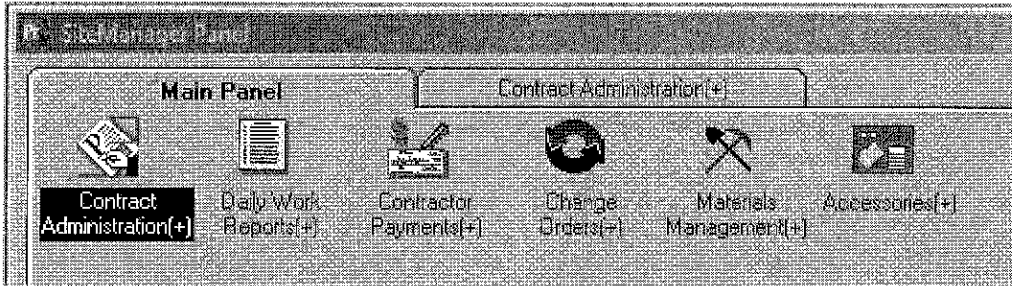 SiteManager Panel
Main Panel
Contract Administration(+)
Contract
Administration(+)
Daily Work
Reports(+)
Contractor
Payments(+)
Change
Orders(+)
Materials
Management(+)
Accessories(+)